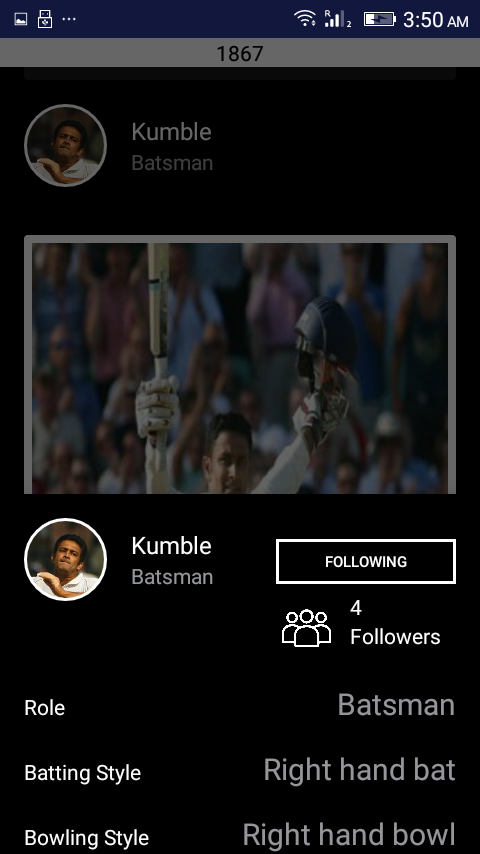 R
2
3:50 AM
1867
Kumble
Batsman
Kumble
Batsman
FOLLOWING
4
Followers
Role
Batsman
Batting Style
Right hand bat
Bowling Style
Right hand bowl